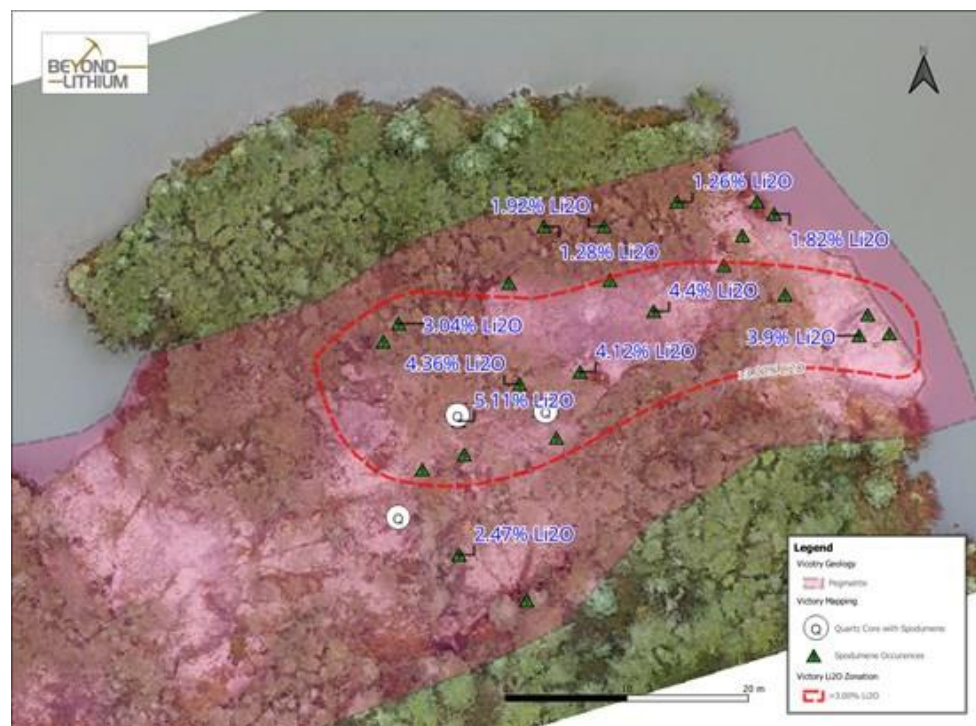 BEYOND
LITHIUM
N
1.26% Li2O
1.92% Li2O
1.82% Li2O
1.28% Li2O
4.4% Li2O
3.04% Li2O
3.9% Li2O
4.36% Li2O
4.12% Li2O
5.11% Li2O
Q
Q
Q
2.47% Li2O
Legend
Vicotry Geology
Pegmatite
Victory Mapping
Q
Quartz Core with Spodumene
Spodumene Occurences
Victory Li2O Zonation
>3.00% Li2O
10
20 m